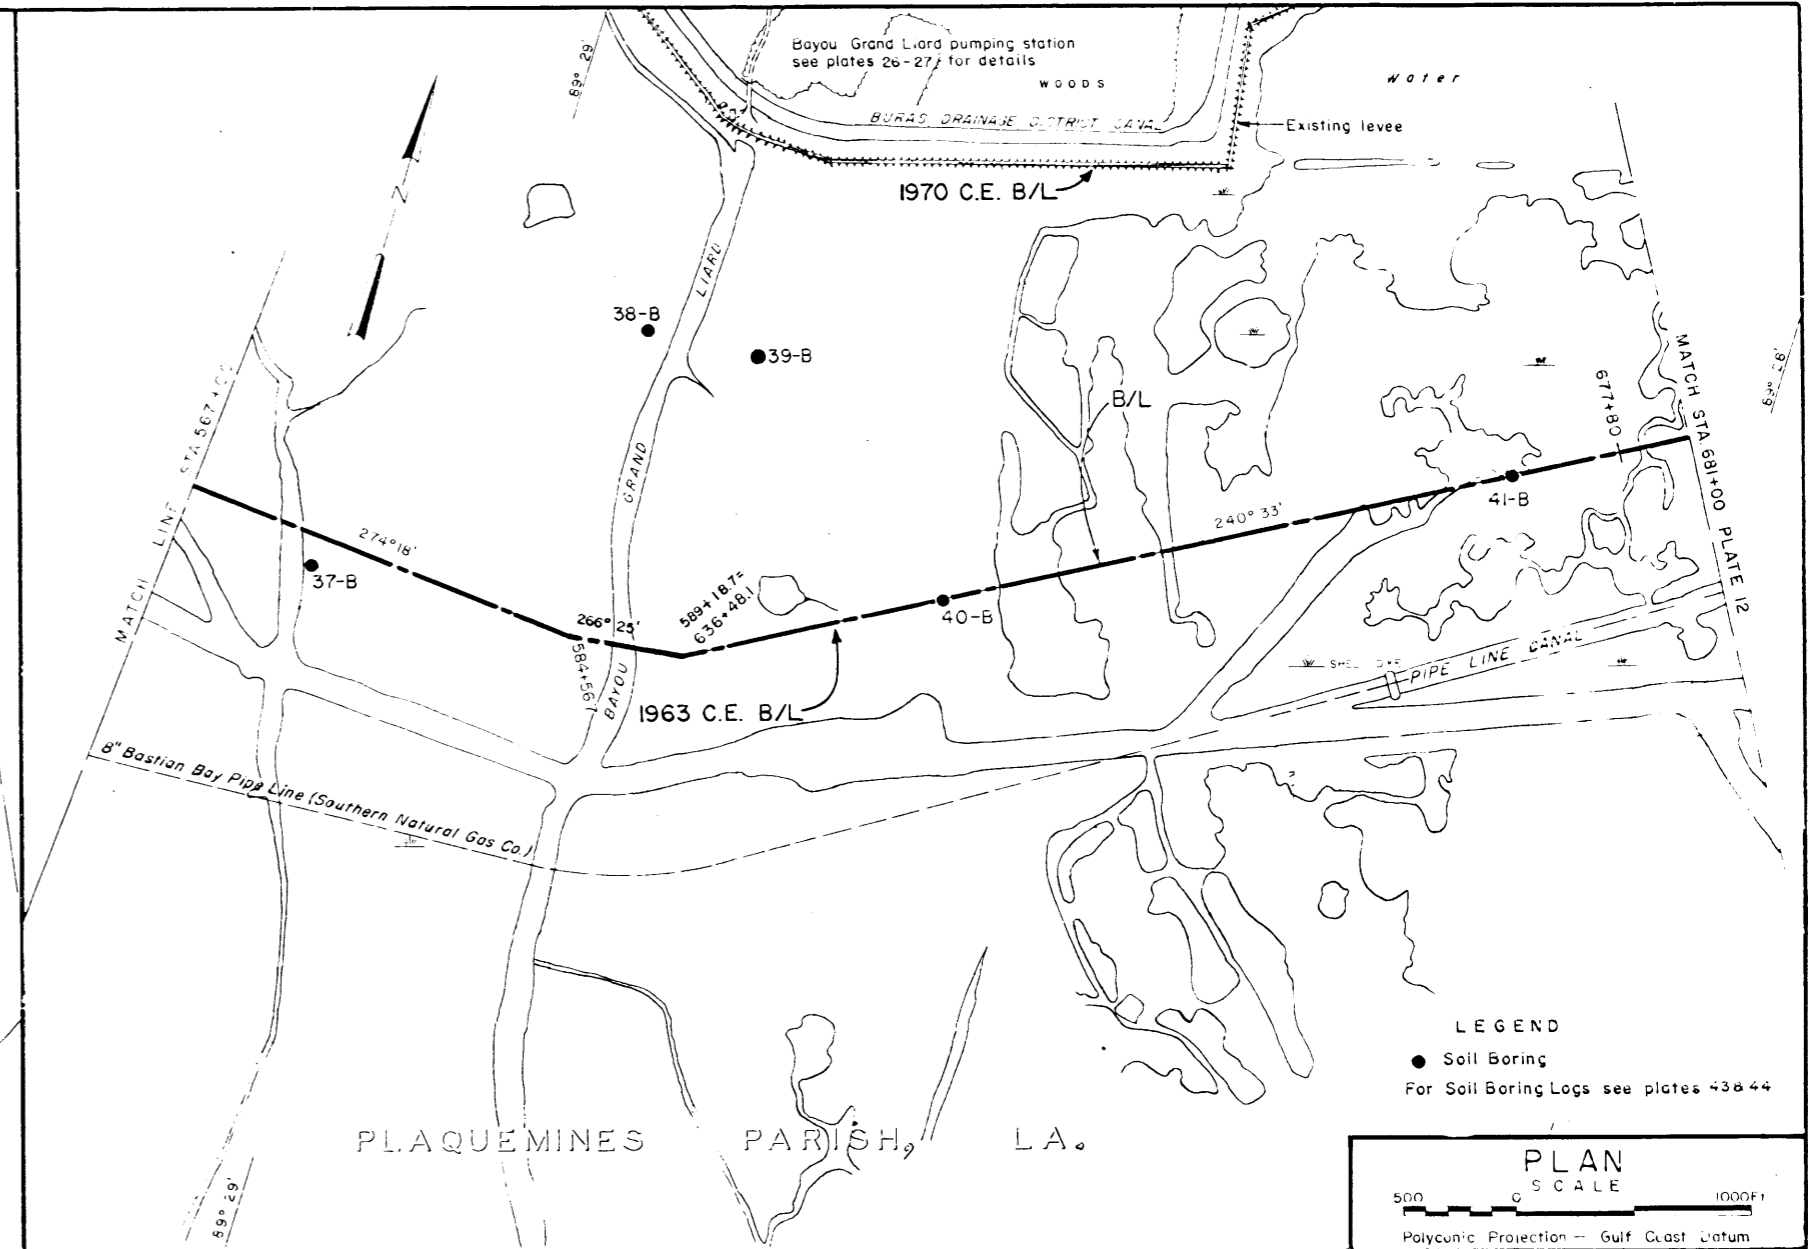 Bayou Grand Liard pumping station
see plates 26-27, for details
WOODS
Water
89° 29'
BURAS DRAINAGE DISTRICT CANAL
Existing levee
1970 C.E. B/L
N
LIARD
38-B
39-B
B/L
MATCH LINE STA 567+00
MATCH STA 681+00 PLATE 12
677+80
89° 28'
GRAND
274° 18'
37-B
240° 33'
41-B
40-B
266° 25'
589+18.7=
636+48.1
584+56
BAYOU
1963 C.E. B/L
PIPE LINE CANAL
8" Bastian Bay Pipe Line (Southern Natural Gas Co.)
LEGEND
Soil Boring
For Soil Boring Logs see plates 43&44
PLAQUEMINES PARISH, LA.
89° 29'
PLAN
SCALE
500 0 1000Ft
Polyconic Projection — Gulf Coast Datum